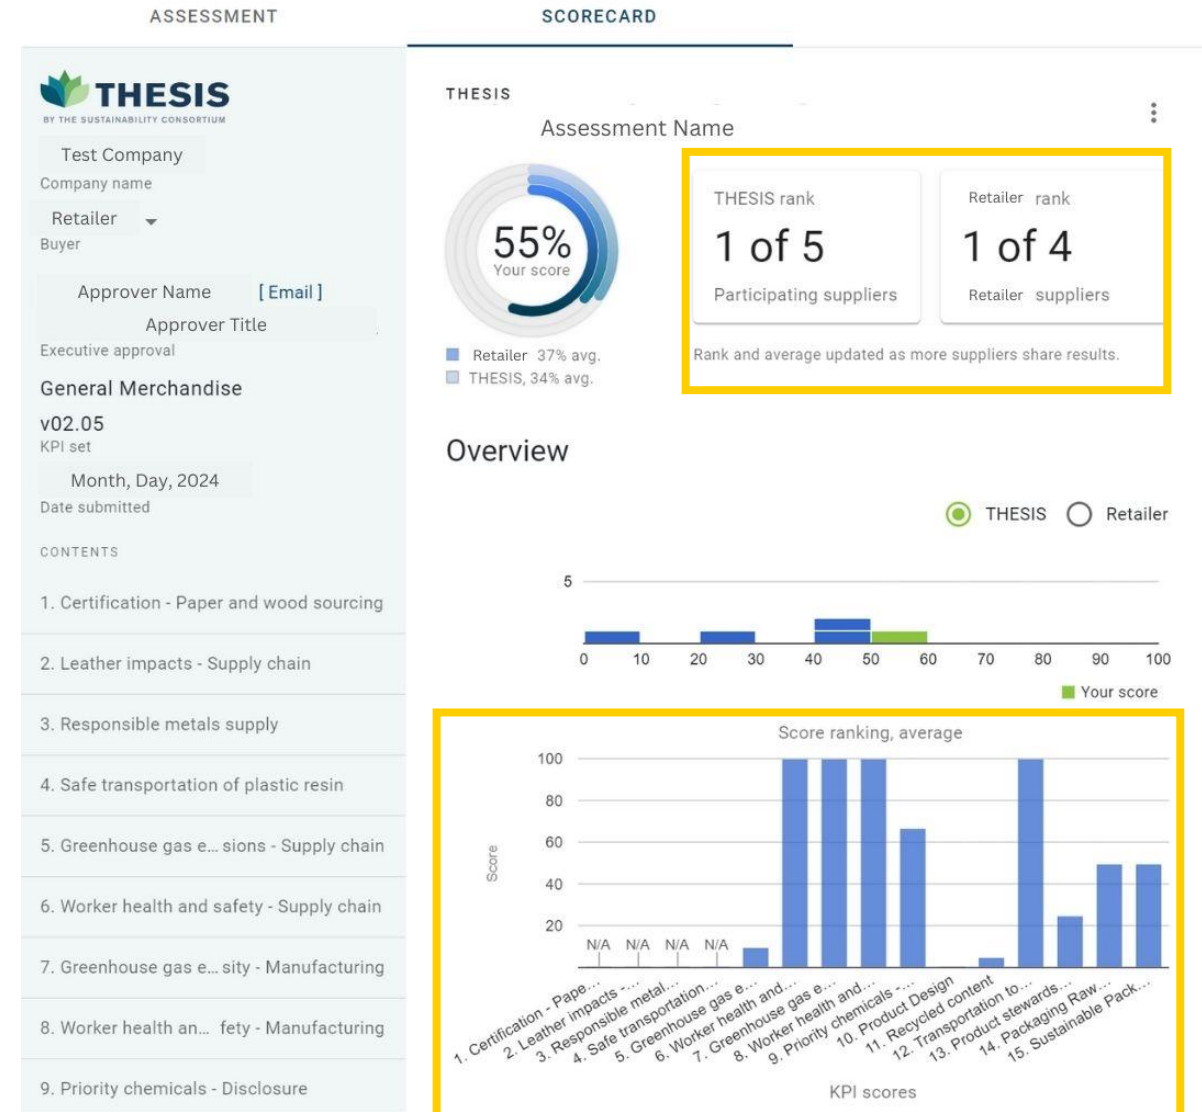 ASSESSMENT
SCORECARD
THESIS
BY THE SUSTAINABILITY CONSORTIUM
Test Company
Company name
Retailer
Buyer
Approver Name [ Email ]
Approver Title
Executive approval
General Merchandise
v02.05
KPI set
Month, Day, 2024
Date submitted
CONTENTS
1. Certification - Paper and wood sourcing
2. Leather impacts - Supply chain
3. Responsible metals supply
4. Safe transportation of plastic resin
5. Greenhouse gas e... sions - Supply chain
6. Worker health and safety - Supply chain
7. Greenhouse gas e... sity - Manufacturing
8. Worker health an... fety - Manufacturing
9. Priority chemicals - Disclosure
THESIS
Assessment Name
55%
Your score
Retailer 37% avg.
THESIS, 34% avg.
THESIS rank
1 of 5
Participating suppliers
Retailer rank
1 of 4
Retailer suppliers
Rank and average updated as more suppliers share results.
Overview
THESIS Retailer
5
0 10 20 30 40 50 60 70 80 90 100
Your score
Score ranking, average
100
80
60
40
20
Score
N/A N/A N/A N/A
1. Certification - Pape...
2. Leather impacts -...
3. Responsible metal...
4. Safe transportation...
5. Greenhouse gas e...
6. Worker health and...
7. Greenhouse gas e...
8. Worker health and...
9. Priority chemicals -...
10. Product Design
11. Recycled content
12. Transportation to...
13. Product stewards...
14. Packaging Raw...
15. Sustainable Pack...
KPI scores